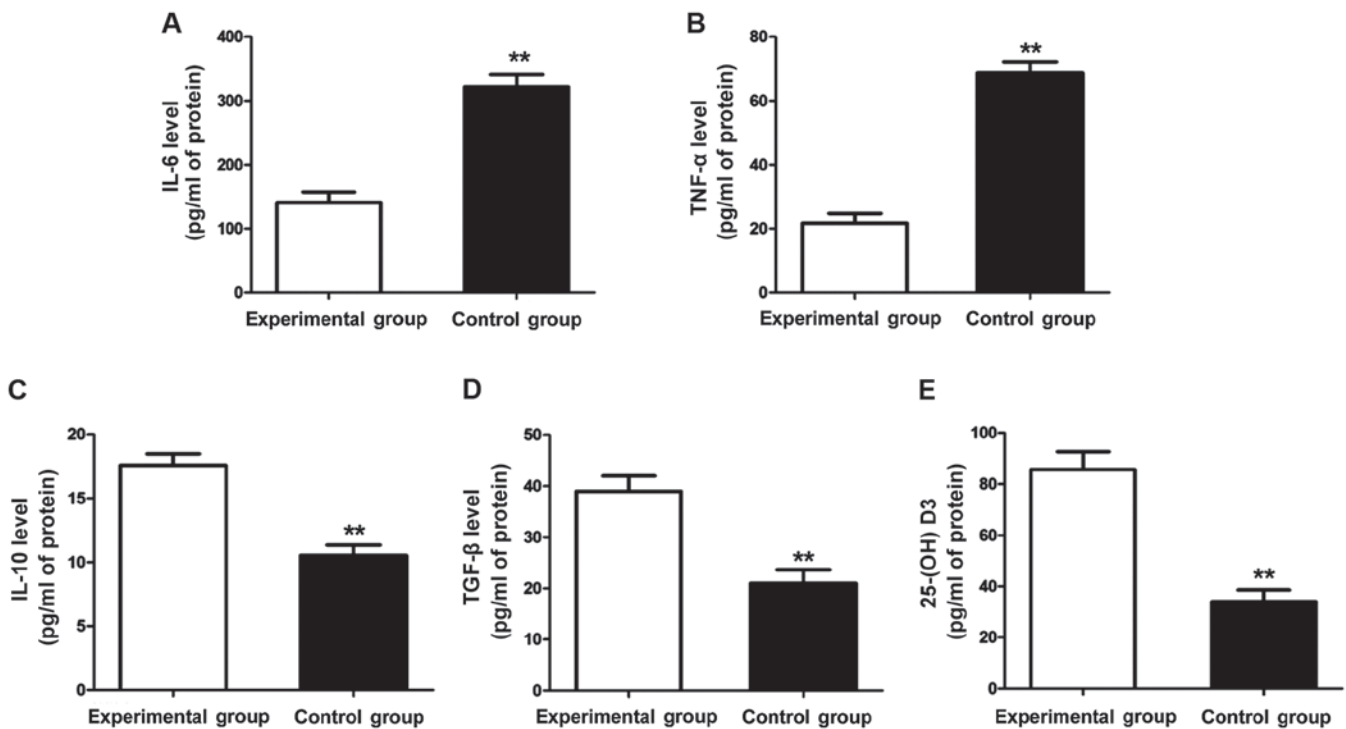 A
IL-6 level
(pg/ml of protein)
400
300
200
100
0
**
Experimental group
Control group
B
TNF-α level
(pg/ml of protein)
80
60
40
20
0
**
Experimental group
Control group
C
IL-10 level
(pg/ml of protein)
20
15
10
5
0
**
Experimental group
Control group
D
TGF-β level
(pg/ml of protein)
50
40
30
20
10
0
**
Experimental group
Control group
E
25-(OH) D3
(pg/ml of protein)
100
80
60
40
20
0
**
Experimental group
Control group